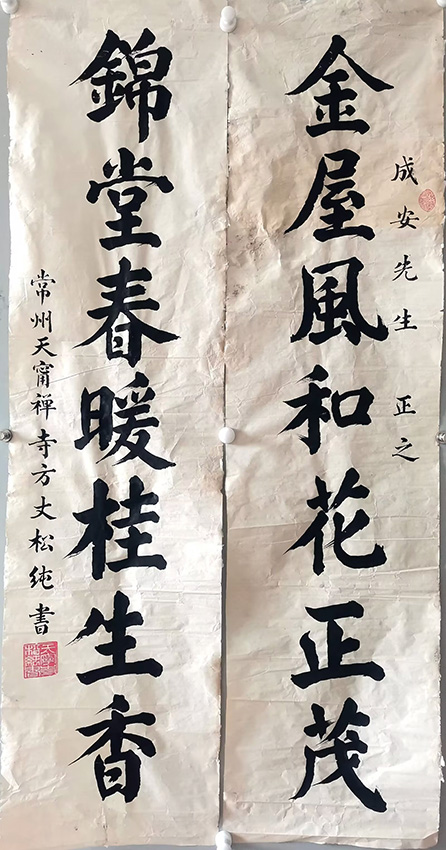 成安先生 正之
金屋風和花正茂
錦堂春暖桂生香
常州天甯禅寺方丈松纯書